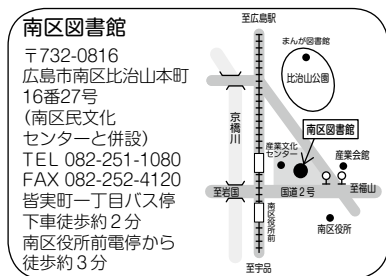 南区図書館
〒732-0816
広島市南区比治山本町
16番27号
(南区民文化
センターと併設)
TEL 082-251-1080
FAX 082-252-4120
皆実町一丁目バス停
下車徒歩約2分
南区役所前電停から
徒歩約3分
至広島駅
まんが図書館
比治山公園
京橋川
産業文化
センター
南区図書館
産業会館
至岩国
国道2号
至福山
南区役所前
南区役所
至宇品